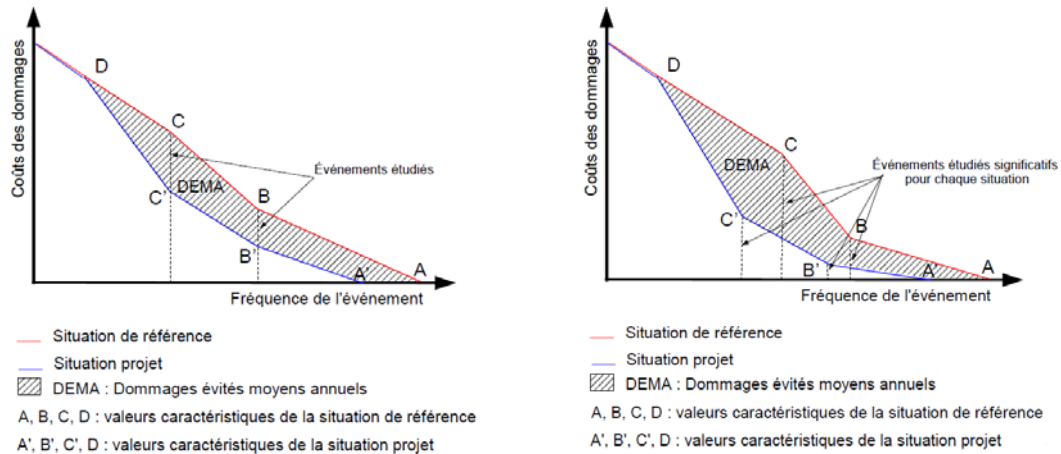 Coûts des dommages
D
C
Événements étudiés
DEMA
B
C'
B'
A'
A
Fréquence de l'événement
Situation de référence
Situation projet
DEMA : Dommages évités moyens annuels
A, B, C, D : valeurs caractéristiques de la situation de référence
A', B', C', D : valeurs caractéristiques de la situation projet
Coûts des dommages
D
C
DEMA
Événements étudiés significatifs
pour chaque situation
C'
B
B'
A'
A
Fréquence de l'événement
Situation de référence
Situation projet
DEMA : Dommages évités moyens annuels
A, B, C, D : valeurs caractéristiques de la situation de référence
A', B', C', D : valeurs caractéristiques de la situation projet